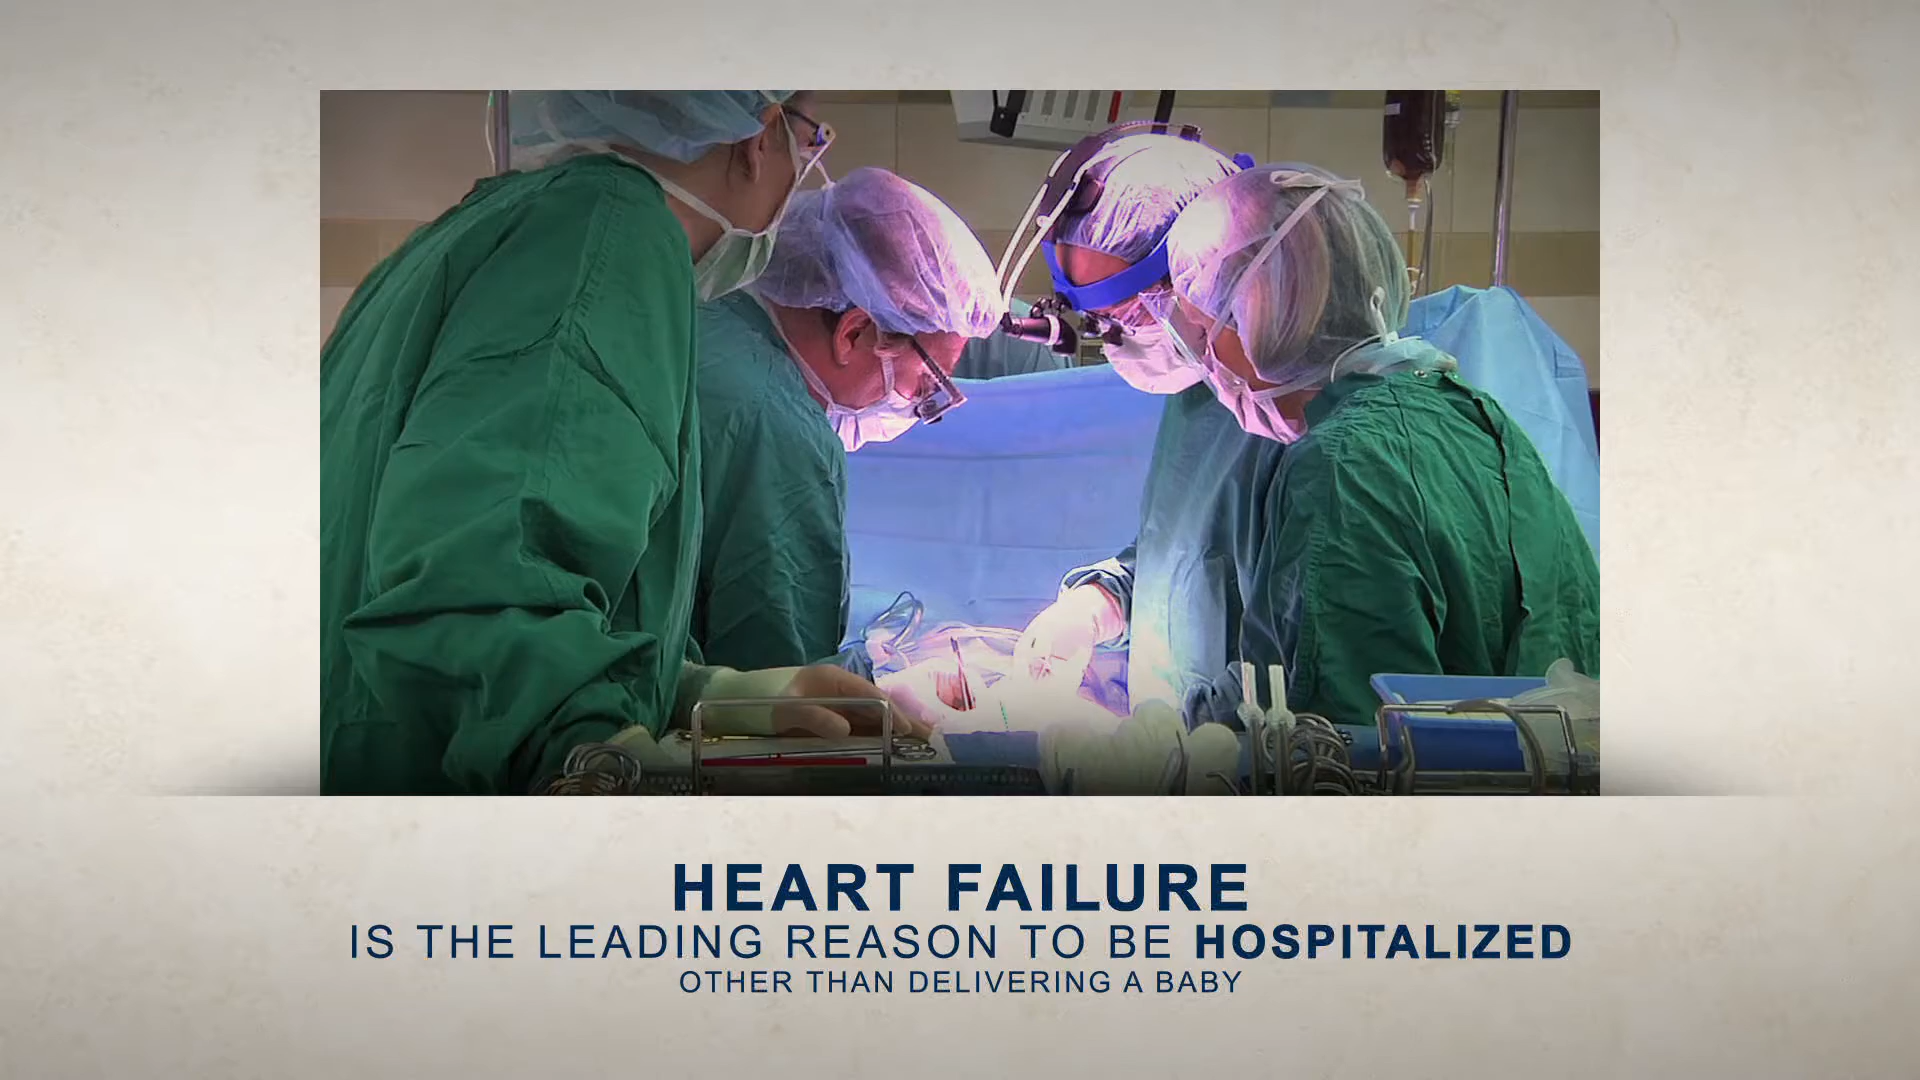 HEART FAILURE
IS THE LEADING REASON TO BE HOSPITALIZED
OTHER THAN DELIVERING A BABY